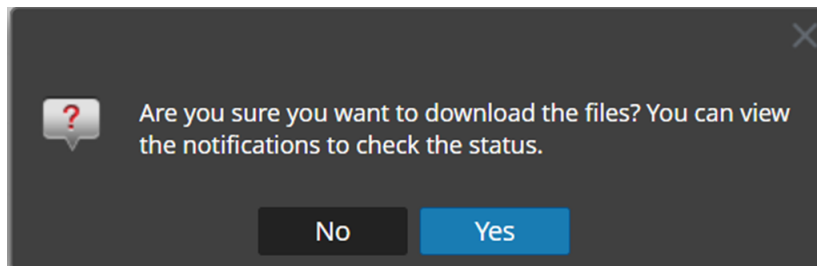 ?
Are you sure you want to download the files? You can view
the notifications to check the status.
No
Yes